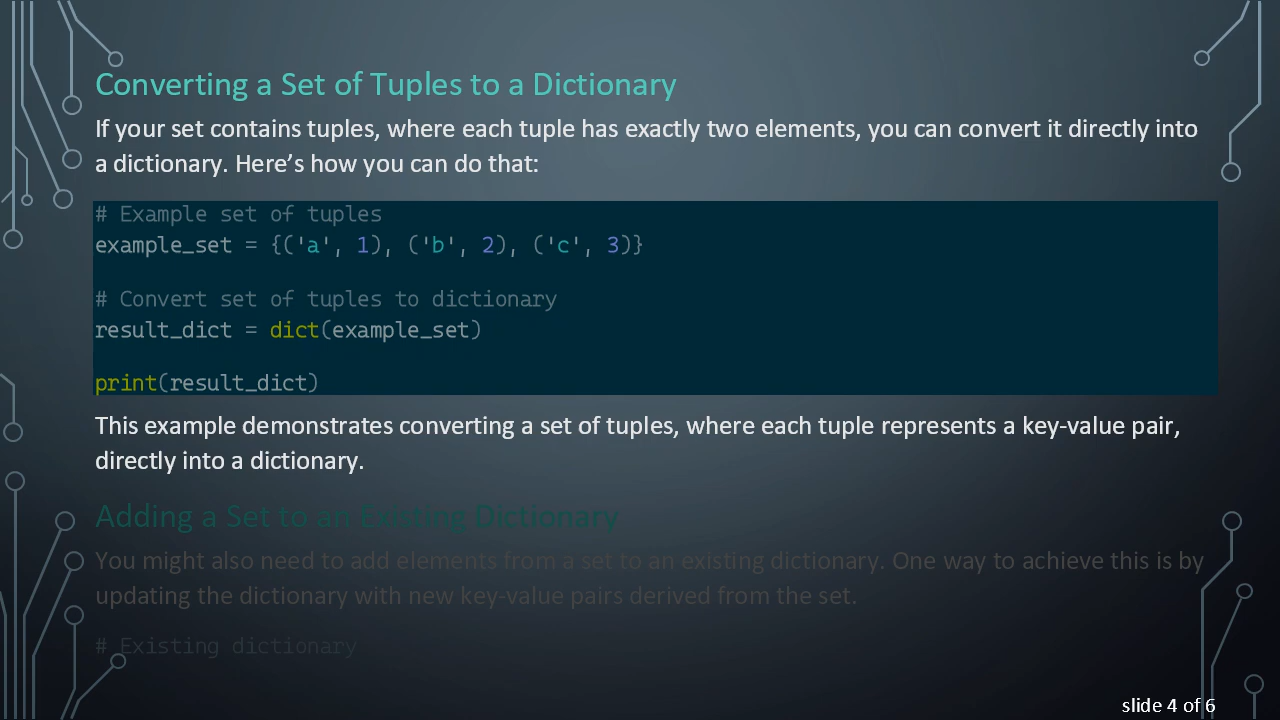 Converting a Set of Tuples to a Dictionary
If your set contains tuples, where each tuple has exactly two elements, you can convert it directly into
a dictionary. Here’s how you can do that:
# Example set of tuples
example_set = {('a', 1), ('b', 2), ('c', 3)}
# Convert set of tuples to dictionary
result_dict = dict(example_set)
print(result_dict)
This example demonstrates converting a set of tuples, where each tuple represents a key-value pair,
directly into a dictionary.
Adding a Set to an Existing Dictionary
You might also need to add elements from a set to an existing dictionary. One way to achieve this is by
updating the dictionary with new key-value pairs derived from the set.
# Existing dictionary
slide 4 of 6